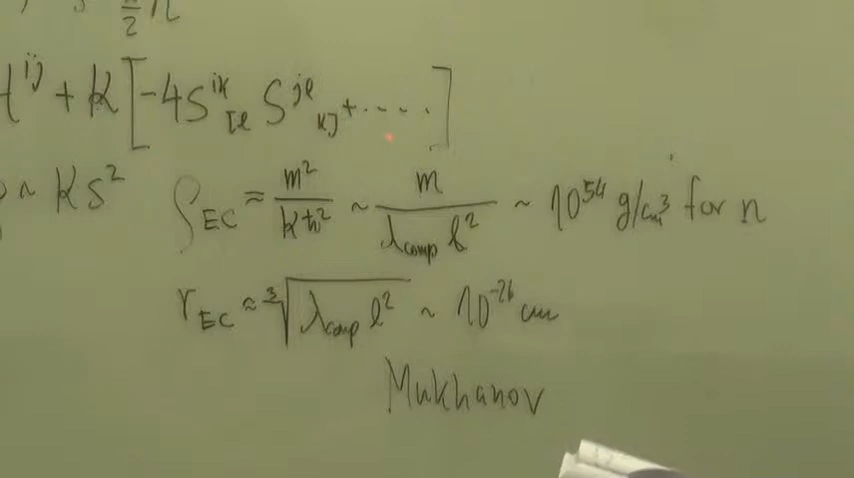 t^{ij} + K [ -4 S^{ik}_{[l} S^{jl}_{k]} + ..... ]
~ K s^2   ρ_EC ≈ m^2 / (K ħ^2) ~ m / (λ_comp l^2) ~ 10^{54} g/cm^3 for n
r_EC ≈ ∛(λ_comp l^2) ~ 10^{-26} cm
Mukhanov